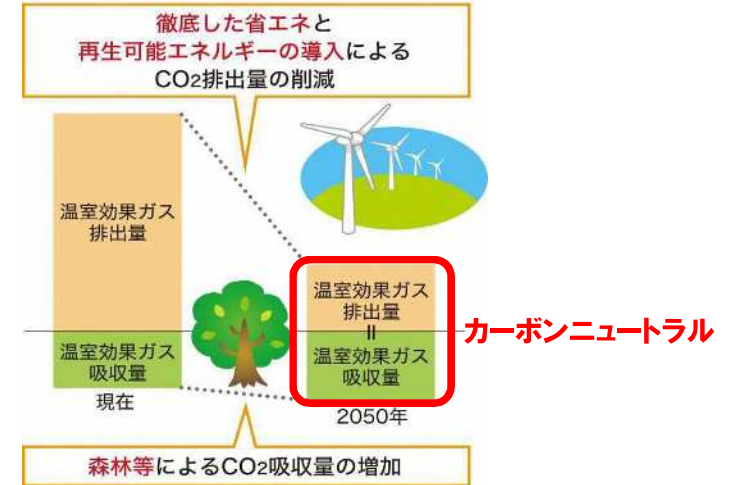 徹底した省エネと
再生可能エネルギーの導入による
CO2排出量の削減
温室効果ガス
排出量
温室効果ガス
吸収量
現在
温室効果ガス
排出量
=
温室効果ガス
吸収量
2050年
カーボンニュートラル
森林等によるCO2吸収量の増加